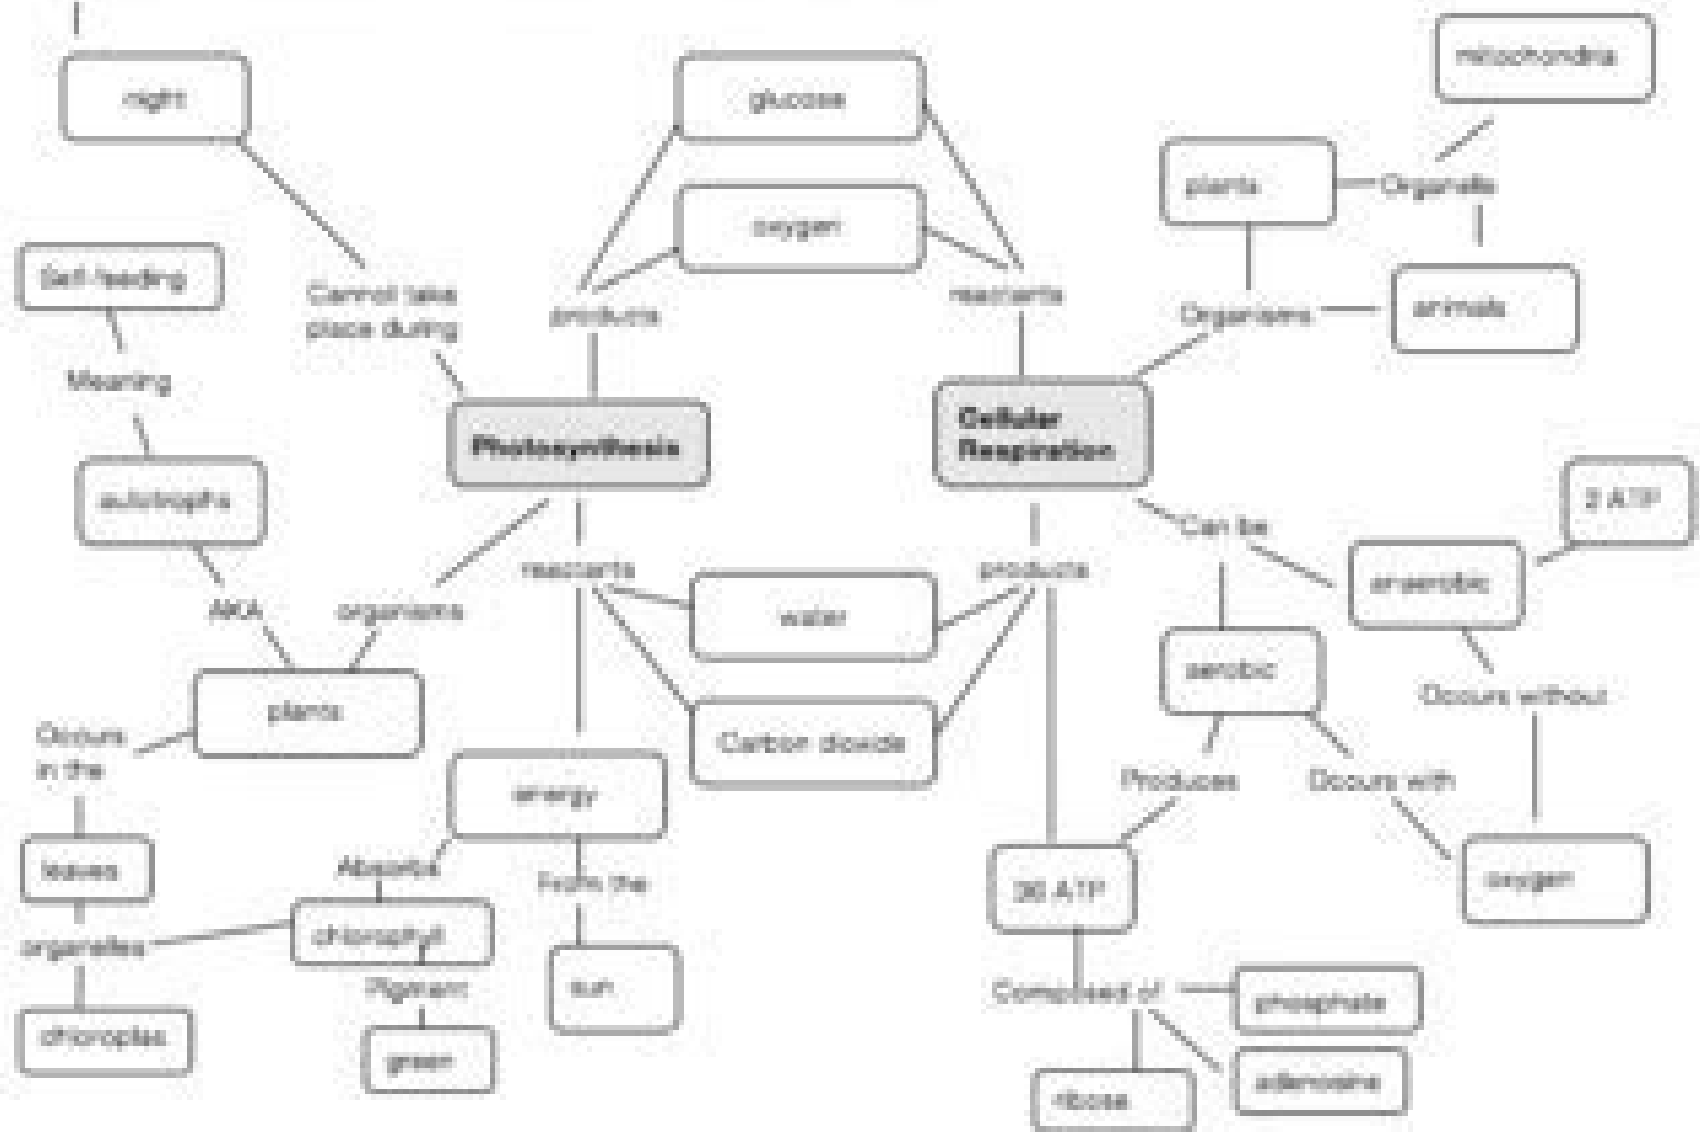 night
glucose
mitochondria
plants
Organelle
oxygen
Self-feeding
Cannot take
place during
products
reactants
Organisms
animals
Meaning
Photosynthesis
Cellular
Respiration
autotrophs
2 ATP
Can be
reactants
products
anaerobic
AKA
organisms
water
aerobic
Occurs without
plants
Occurs
in the
Carbon dioxide
energy
Produces
Occurs with
leaves
Absorbs
From the
oxygen
chlorophyll
organelles
sun
Pigment
Composed of
phosphate
chloroplas
green
adenosine
ribose